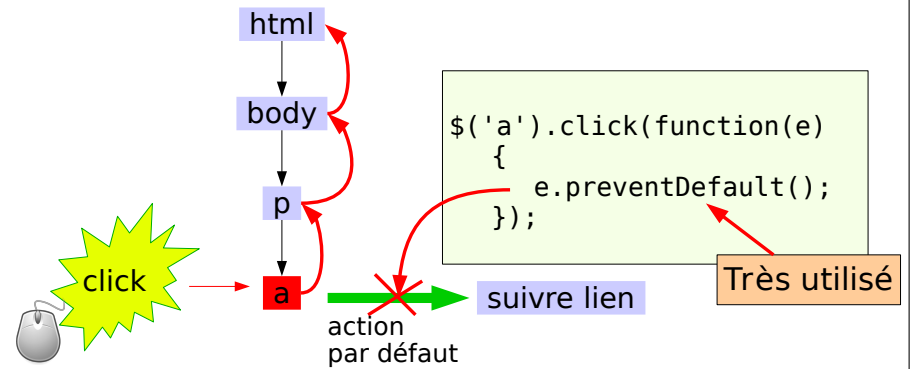 html
body
p
a
click
$('a').click(function(e)
{
e.preventDefault();
});
Très utilisé
suivre lien
action
par défaut